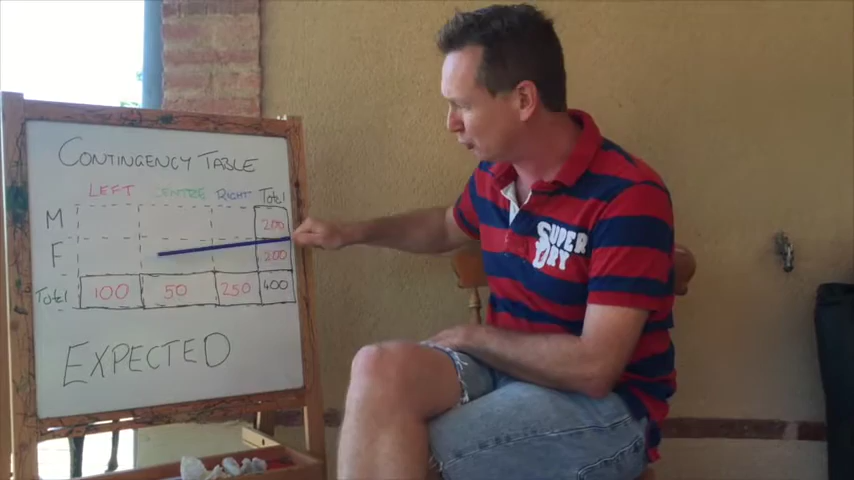 CONTINGENCY TABLE
LEFT CENTRE RIGHT Total
M 200
F 200
Total 100 50 250 400
EXPECTED
SUPER
DRY